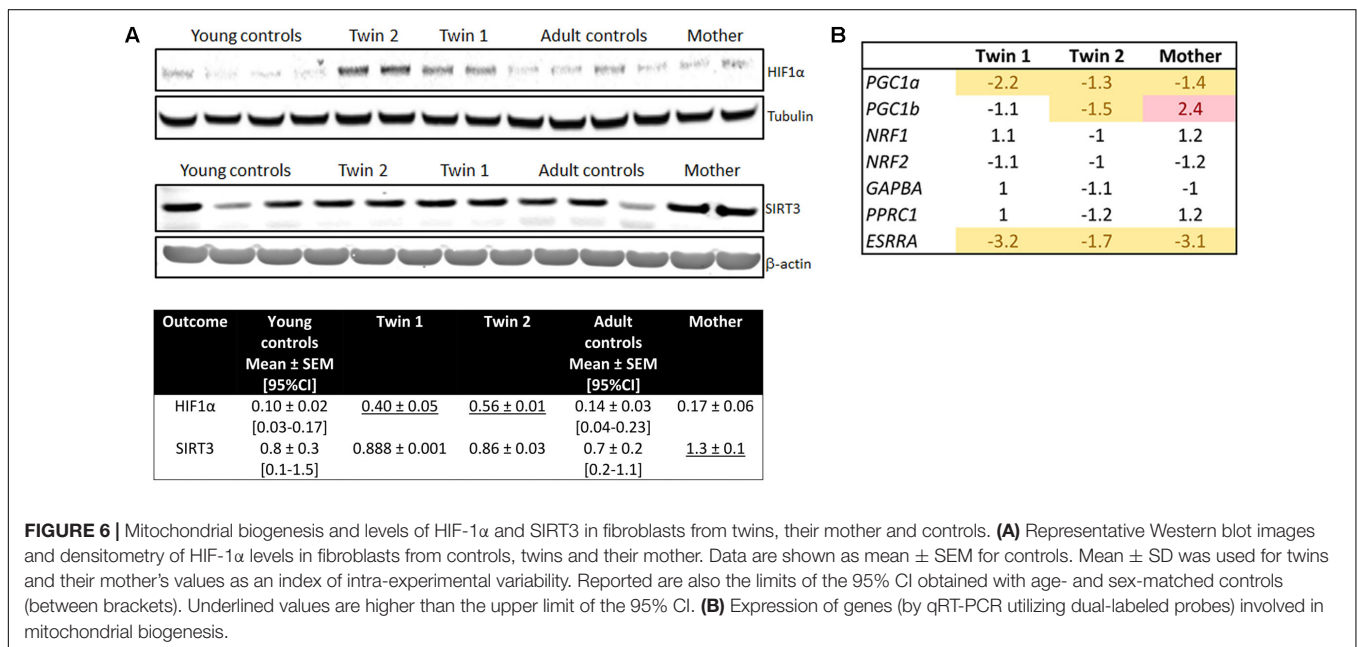 A
Young controls Twin 2 Twin 1 Adult controls Mother
HIF1α
Tubulin
Young controls Twin 2 Twin 1 Adult controls Mother
SIRT3
β-actin
Outcome Young controls Mean ± SEM [95%CI] Twin 1 Twin 2 Adult controls Mean ± SEM [95%CI] Mother
HIF1α 0.10 ± 0.02 0.40 ± 0.05 0.56 ± 0.01 0.14 ± 0.03 0.17 ± 0.06
[0.03-0.17] [0.04-0.23]
SIRT3 0.8 ± 0.3 0.888 ± 0.001 0.86 ± 0.03 0.7 ± 0.2 1.3 ± 0.1
[0.1-1.5] [0.2-1.1]
B
Twin 1 Twin 2 Mother
PGC1a -2.2 -1.3 -1.4
PGC1b -1.1 -1.5 2.4
NRF1 1.1 -1 1.2
NRF2 -1.1 -1 -1.2
GAPBA 1 -1.1 -1
PPRC1 1 -1.2 1.2
ESRRA -3.2 -1.7 -3.1
FIGURE 6 | Mitochondrial biogenesis and levels of HIF-1α and SIRT3 in fibroblasts from twins, their mother and controls. (A) Representative Western blot images
and densitometry of HIF-1α levels in fibroblasts from controls, twins and their mother. Data are shown as mean ± SEM for controls. Mean ± SD was used for twins
and their mother's values as an index of intra-experimental variability. Reported are also the limits of the 95% CI obtained with age- and sex-matched controls
(between brackets). Underlined values are higher than the upper limit of the 95% CI. (B) Expression of genes (by qRT-PCR utilizing dual-labeled probes) involved in
mitochondrial biogenesis.